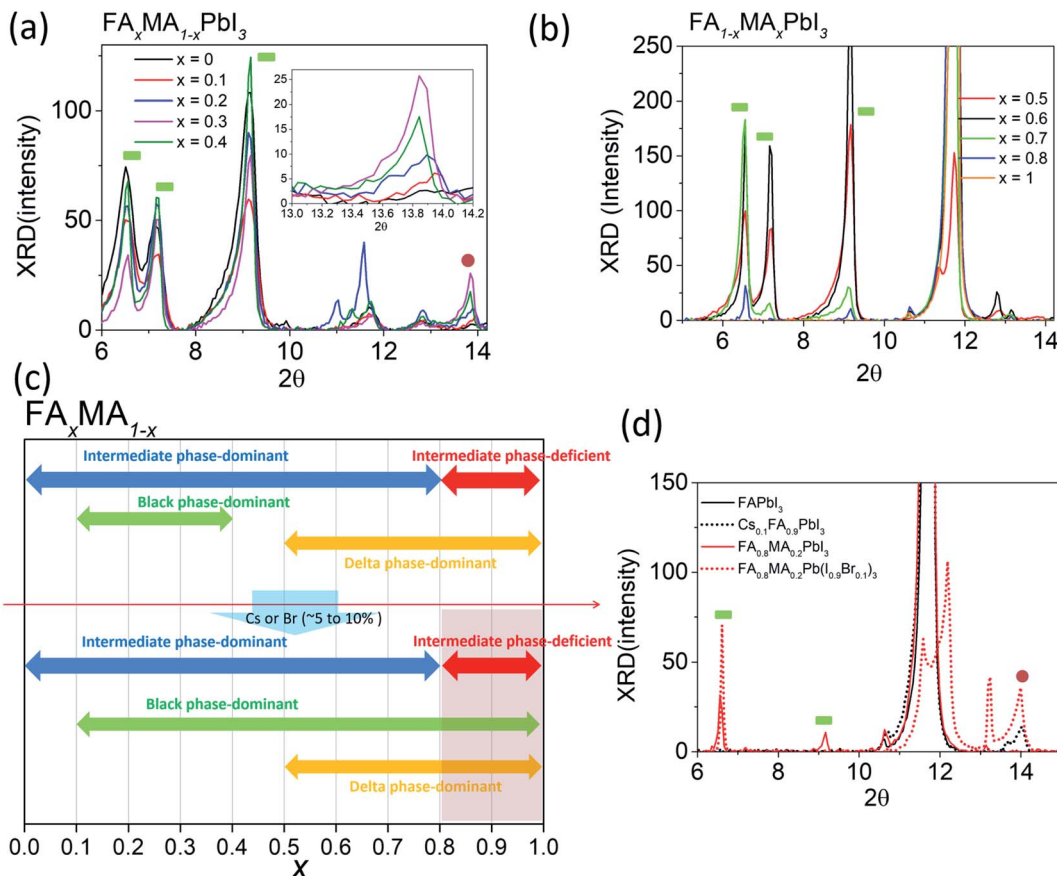 (a)
FAₓMA₁₋ₓPbI₃
XRD(intensity)
100
50
0
x = 0
x = 0.1
x = 0.2
x = 0.3
x = 0.4
25
20
15
10
5
0
13.0 13.2 13.4 13.6 13.8 14.0 14.2
2θ
6 8 10 12 14
2θ
(b)
FA₁₋ₓMAₓPbI₃
XRD (Intensity)
250
200
150
100
50
0
x = 0.5
x = 0.6
x = 0.7
x = 0.8
x = 1
6 8 10 12 14
2θ
(c)
FAₓMA₁₋ₓ
Intermediate phase-dominant Intermediate phase-deficient
Black phase-dominant
Delta phase-dominant
Cs or Br (~5 to 10% )
Intermediate phase-dominant Intermediate phase-deficient
Black phase-dominant
Delta phase-dominant
0.0 0.1 0.2 0.3 0.4 0.5 0.6 0.7 0.8 0.9 1.0
x
(d)
XRD(intensity)
150
100
50
0
FAPbI₃
Cs₀.₁FA₀.₉PbI₃
FA₀.₈MA₀.₂PbI₃
FA₀.₈MA₀.₂Pb(I₀.₉Br₀.₁)₃
6 8 10 12 14
2θ